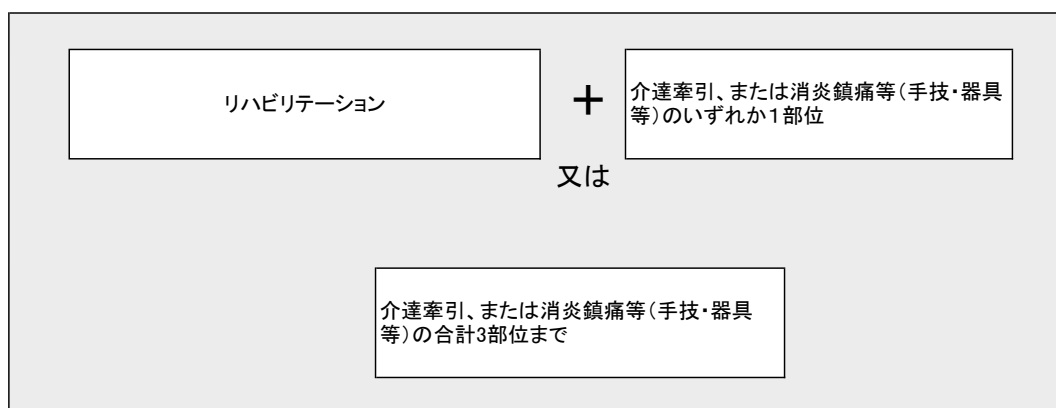 リハビリテーション
+
介達牽引、または消炎鎮痛等(手技・器具
等)のいずれか1部位
又は
介達牽引、または消炎鎮痛等(手技・器具
等)の合計3部位まで